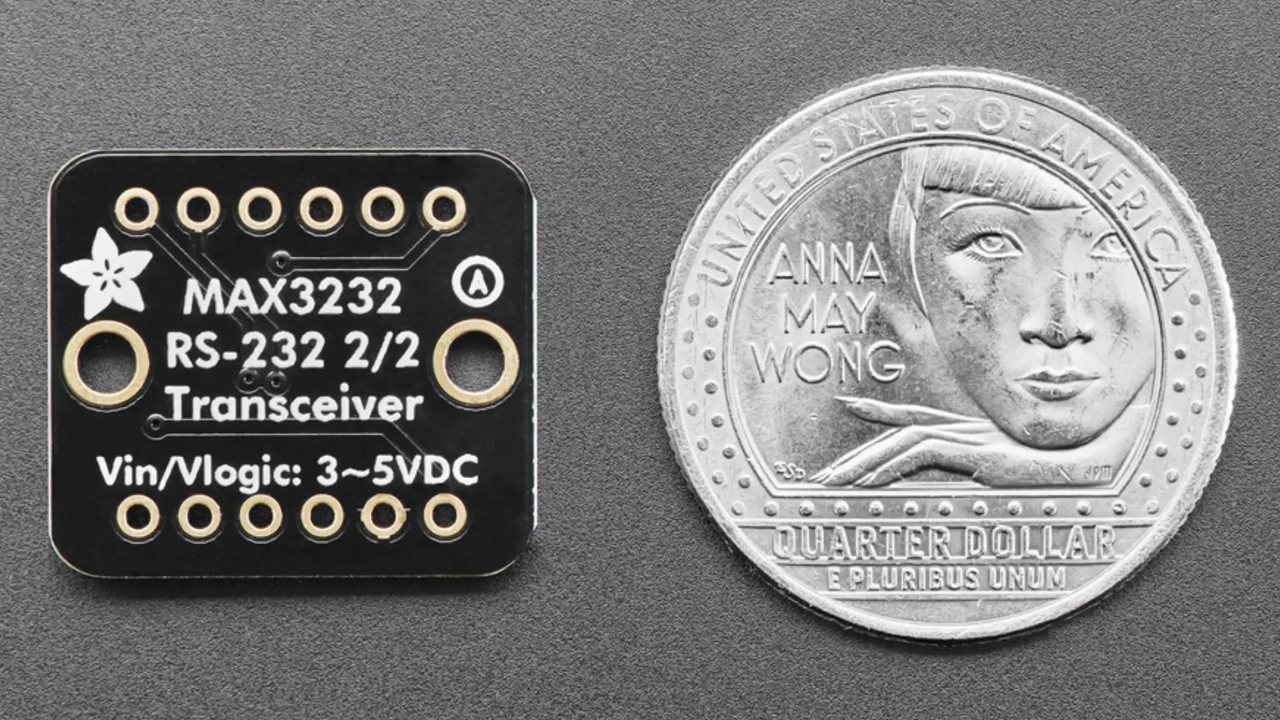 MAX3232
RS-232 2/2
Transceiver
Vin/Vlogic: 3~5VDC
A
UNITED STATES OF AMERICA
ANNA
MAY
WONG
QUARTER DOLLAR
E PLURIBUS UNUM